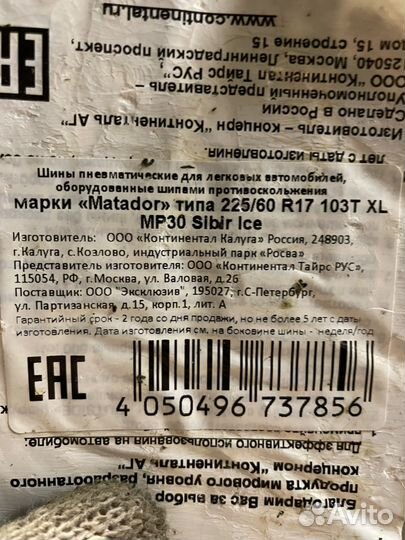 www.continental.ru
дом 15, строение 15
125040, Москва, Ленинградский проспект,
ООО "Континентал Тайрс РУС"
Уполномоченный представитель –
Сделано в России
Изготовитель – концерн "Континенталь АГ"
лет с даты изготовления.
Шины пневматические для легковых автомобилей,
оборудованные шипами противоскольжения
марки «Matador» типа 225/60 R17 103T XL
MP30 Sibir Ice
Изготовитель: ООО «Континентал Калуга» Россия, 248903,
г.Калуга, с.Козлово, индустриальный парк «Росва»
Представитель изготовителя: ООО «Континентал Тайрс РУС»,
115054, РФ, г.Москва, ул. Валовая, д.26
Поставщик: ООО "Эксклюзив", 195027, г.С-Петербург,
ул. Партизанская, д.15, корп.1, лит. А
Гарантийный срок - 2 года со дня продажи, но не более 5 лет с даты
изготовления. Дата изготовления см. на боковине шины - неделя/год
EAC
4 050496 737856
Для эффективного использования на автомобиле:
концерном "Континенталь АГ"
продукта мирового уровня, разработанного
Благодарим Вас за выбор
Avito